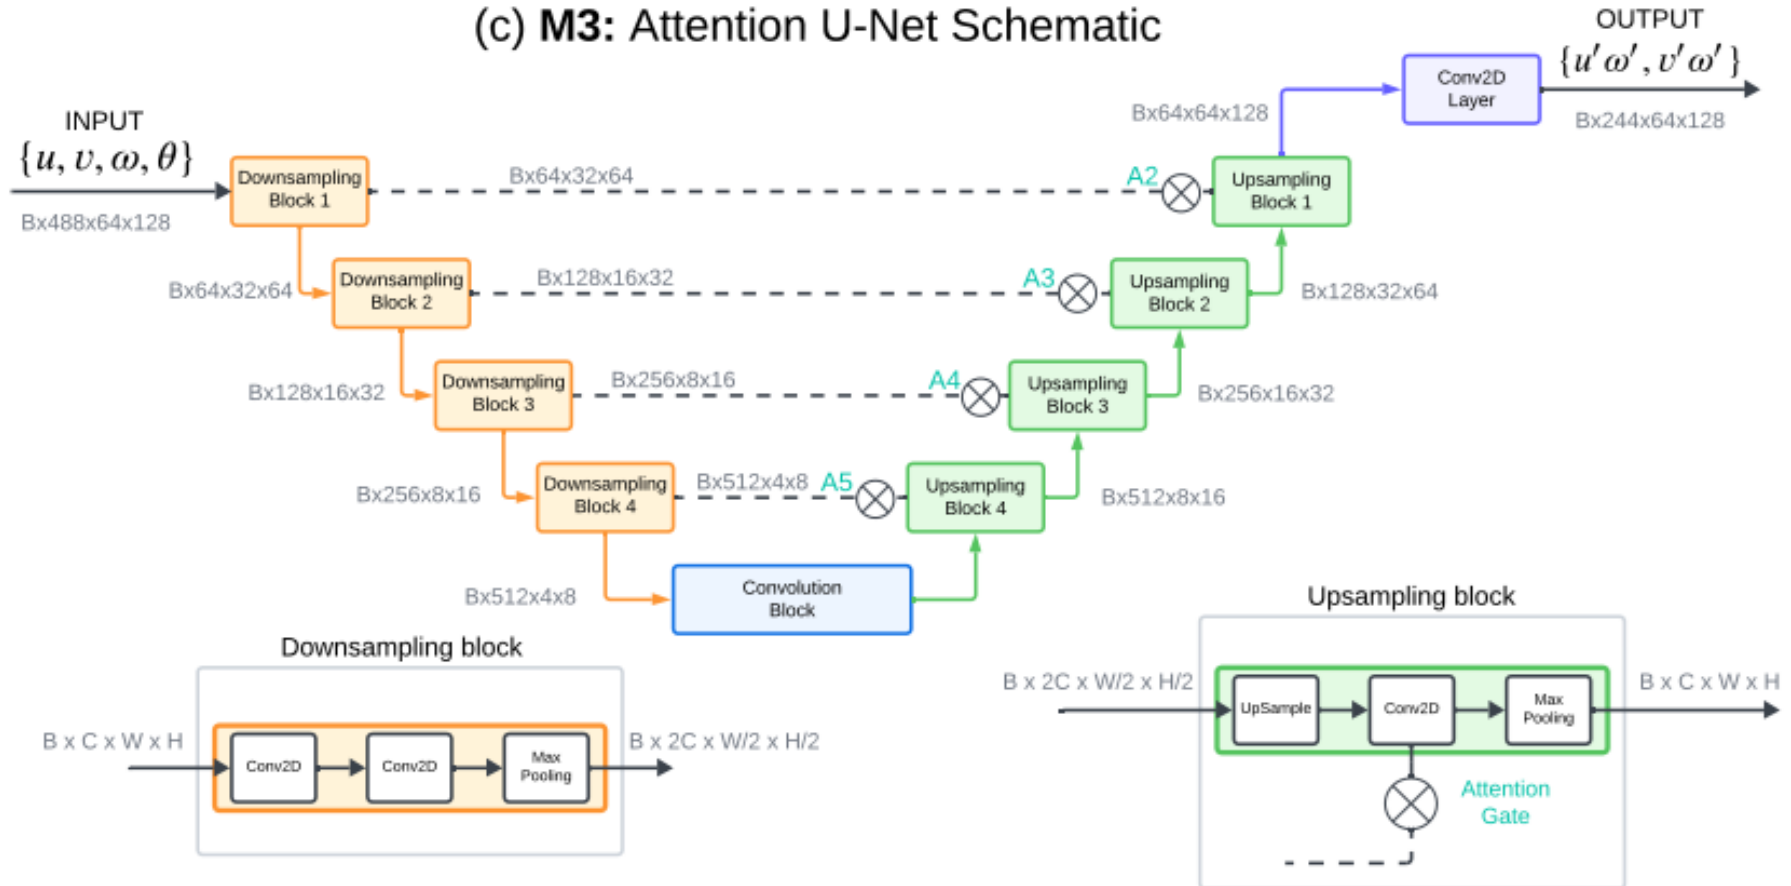 (c) M3: Attention U-Net Schematic
OUTPUT
{u′ω′, v′ω′}
Conv2D
Layer
Bx64x64x128
Bx244x64x128
INPUT
{u, v, ω, θ}
Bx488x64x128
Downsampling
Block 1
Bx64x32x64
A2
Upsampling
Block 1
Bx64x32x64
Downsampling
Block 2
Bx128x16x32
A3
Upsampling
Block 2
Bx128x32x64
Bx128x16x32
Downsampling
Block 3
Bx256x8x16
A4
Upsampling
Block 3
Bx256x16x32
Bx256x8x16
Downsampling
Block 4
Bx512x4x8
A5
Upsampling
Block 4
Bx512x8x16
Bx512x4x8
Convolution
Block
Downsampling block
B x C x W x H
Conv2D
Conv2D
Max
Pooling
B x 2C x W/2 x H/2
Upsampling block
B x 2C x W/2 x H/2
UpSample
Conv2D
Max
Pooling
B x C x W x H
Attention
Gate